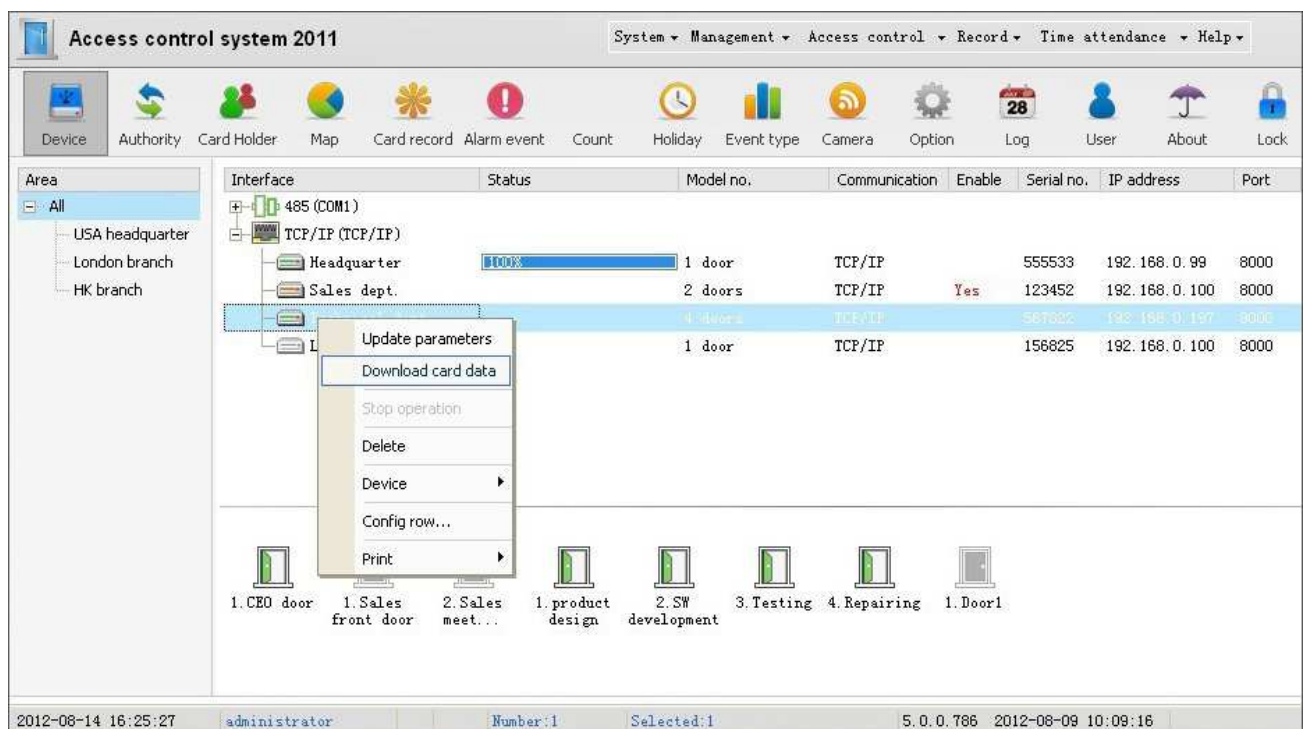 Access control system 2011
System Management Access control Record Time attendance Help
28
Device Authority Card Holder Map Card record Alarm event Count Holiday Event type Camera Option Log User About Lock
Area Interface Status Model no. Communication Enable Serial no. IP address Port
All 485 (COM1)
USA headquarter TCP/IP (TCP/IP)
London branch Headquarter 100% 1 door TCP/IP 555533 192.168.0.99 8000
HK branch Sales dept. 2 doors TCP/IP Yes 123452 192.168.0.100 8000
4 doors TCP/IP 8000
L 1 door TCP/IP 156825 192.168.0.100 8000
Update parameters
Download card data
Stop operation
Delete
Device
Config row...
Print
1.CEO door 1.Sales front door 2.Sales meet... 1.product design 2.SW development 3.Testing 4.Repairing 1.Door1
2012-08-14 16:25:27 administrator Number:1 Selected:1 5.0.0.786 2012-08-09 10:09:16